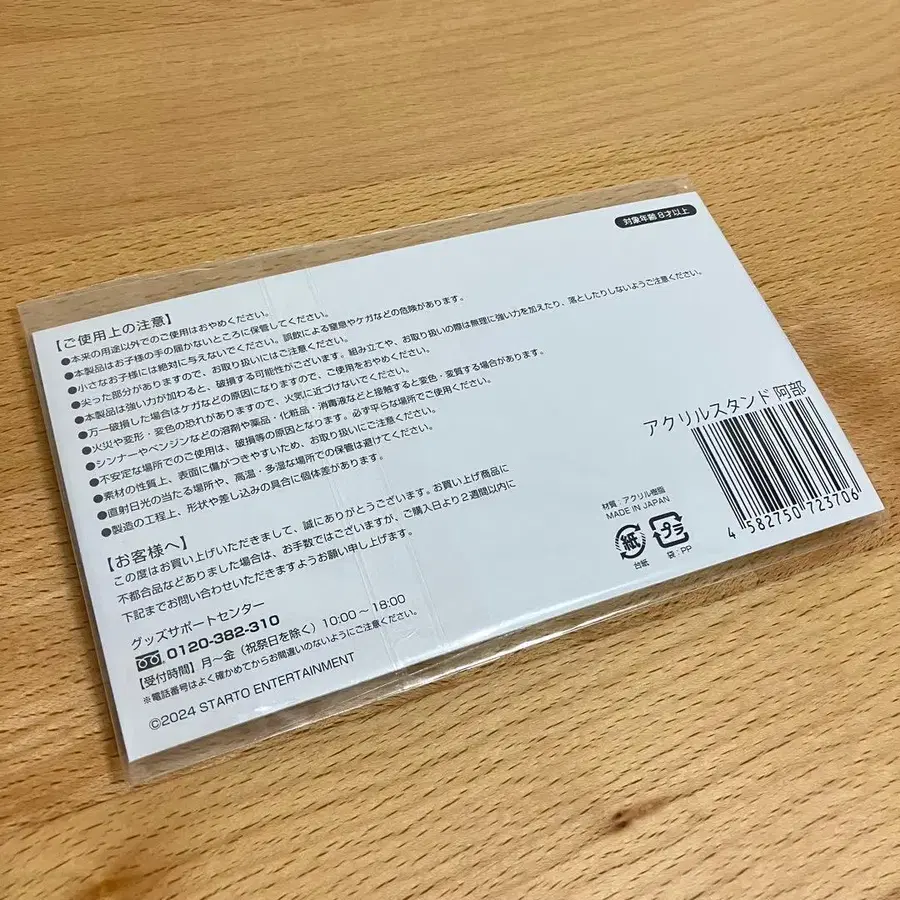 対象年齢 8才以上
【ご使用上の注意】
●本来の用途以外でのご使用はおやめください。
●本製品はお子様の手の届かないところに保管してください。
●小さなお子様には絶対に与えないでください。誤飲による窒息やケガなどの危険があります。
●尖った部分がありますので、お取り扱いにはご注意ください。
●本製品は強い力が加わると、破損する可能性がございます。組み立てや、お取り扱いの際は無理に強い力を加えたり、落としたりしないようご注意ください。
●万一破損した場合はケガなどの原因になりますので、ご使用をおやめください。
●火災や変形・変色の恐れがありますので、火気に近づけないでください。
●シンナーやベンジンなどの溶剤や薬品・化粧品・消毒液などと接触すると変色・変質する場合があります。
●不安定な場所でのご使用は、破損等の原因となります。必ず平らな場所でご使用ください。
●素材の性質上、表面に傷がつきやすいため、お取り扱いにご注意ください。
●直射日光の当たる場所や、高温・多湿な場所での保管は避けてください。
●製造の工程上、形状や差し込みの具合に個体差があります。
【お客様へ】
この度はお買い上げいただきまして、誠にありがとうございます。お買い上げ商品に
不都合品などありました場合は、お手数ではございますが、ご購入日より2週間以内に
下記までお問い合わせいただきますようお願い申し上げます。
グッズサポートセンター
0120-382-310
【受付時間】月～金（祝祭日を除く）10:00～18:00
※電話番号はよく確かめてからお間違いのないようにご注意ください。
©2024 STARTO ENTERTAINMENT
アクリルスタンド 阿部
4 582750 723706
材質：アクリル樹脂
MADE IN JAPAN
紙
台紙
プラ
袋：PP